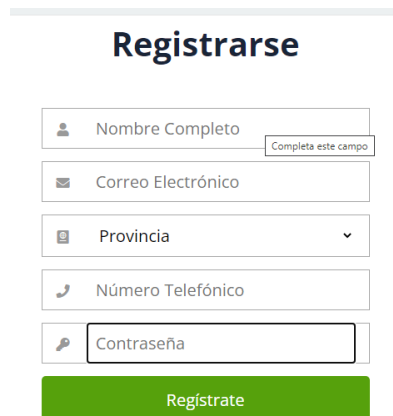 Registrarse
Nombre Completo
Completa este campo
Correo Electrónico
Provincia
Número Telefónico
Contraseña
Regístrate